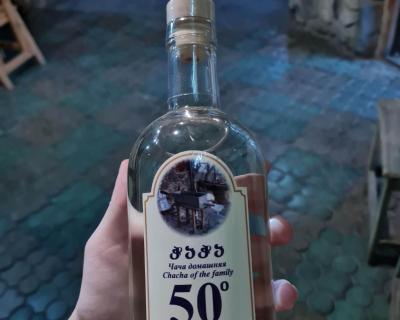 ჭაჭა
Чача домашняя
Chacha of the family
50°